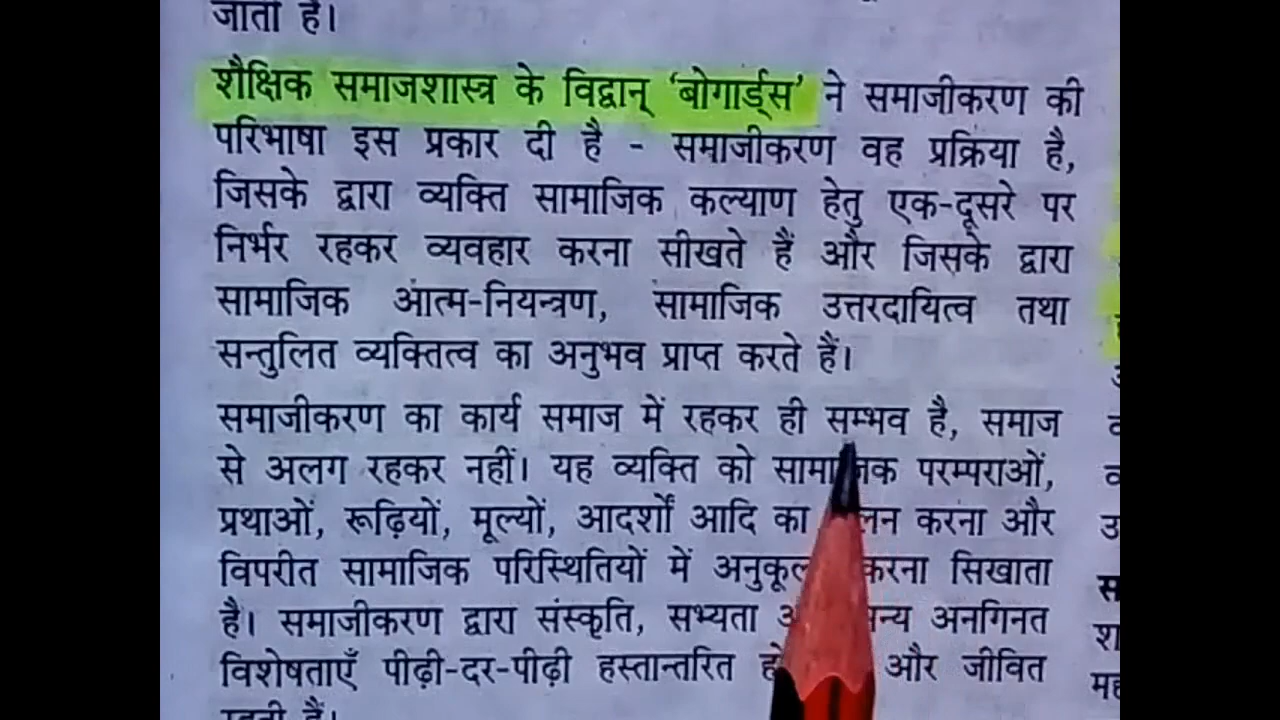 जाता है।
शैक्षिक समाजशास्त्र के विद्वान् ‘बोगार्ड्स’ ने समाजीकरण की
परिभाषा इस प्रकार दी है - समाजीकरण वह प्रक्रिया है,
जिसके द्वारा व्यक्ति सामाजिक कल्याण हेतु एक-दूसरे पर
निर्भर रहकर व्यवहार करना सीखते हैं और जिसके द्वारा
सामाजिक आत्म-नियन्त्रण, सामाजिक उत्तरदायित्व तथा
सन्तुलित व्यक्तित्व का अनुभव प्राप्त करते हैं।
समाजीकरण का कार्य समाज में रहकर ही सम्भव है, समाज
से अलग रहकर नहीं। यह व्यक्ति को सामाजिक परम्पराओं,
प्रथाओं, रूढ़ियों, मूल्यों, आदर्शों आदि का करना और
विपरीत सामाजिक परिस्थितियों में करना सिखाता
है। समाजीकरण द्वारा संस्कृति, सभ्यता अनगिनत
विशेषताएँ पीढ़ी-दर-पीढ़ी हस्तान्तरित और जीवित